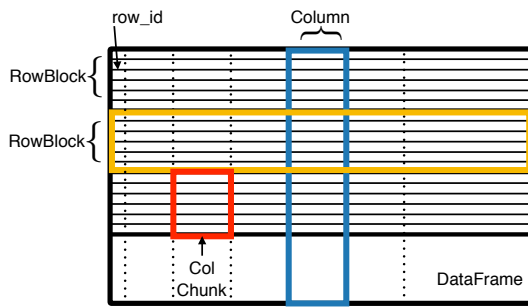 row_id
Column
RowBlock
RowBlock
Col
Chunk
DataFrame